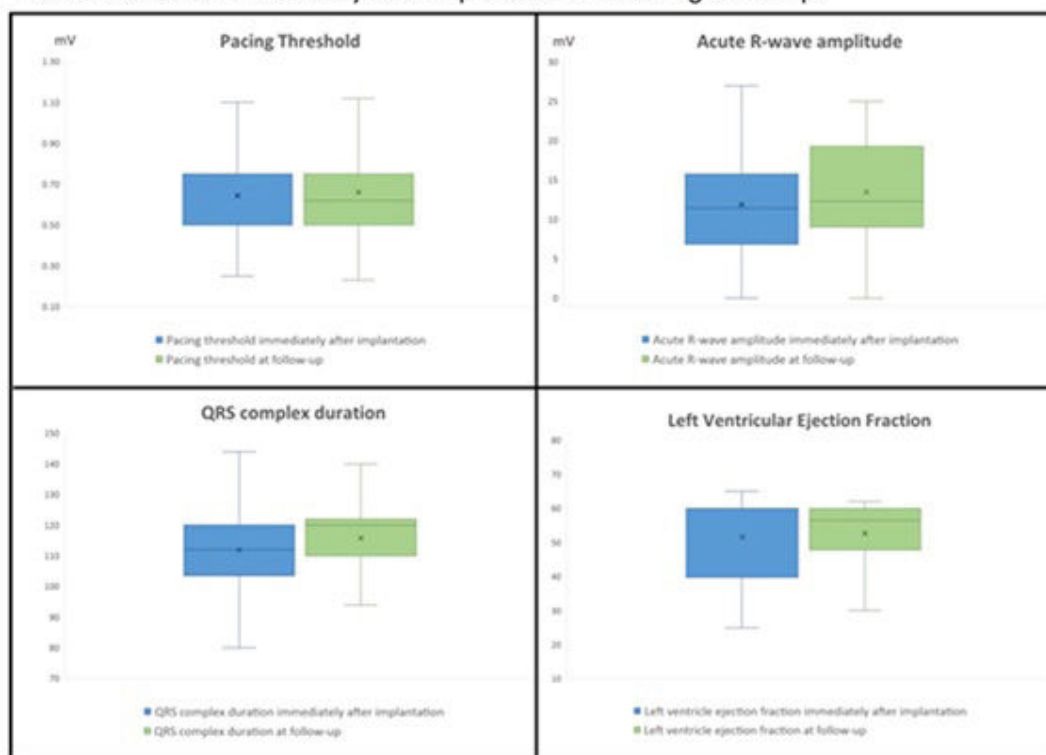 mV
Pacing Threshold
1.30
1.10
0.90
0.70
0.50
0.30
0.10
Pacing threshold immediately after implantation
Pacing threshold at follow-up
mV
Acute R-wave amplitude
30
25
20
15
10
5
0
Acute R-wave amplitude immediately after implantation
Acute R-wave amplitude at follow-up
QRS complex duration
150
140
130
120
110
100
90
80
70
QRS complex duration immediately after implantation
QRS complex duration at follow-up
Left Ventricular Ejection Fraction
80
70
60
50
40
30
20
10
Left ventricle ejection fraction immediately after implantation
Left ventricle ejection fraction at follow-up